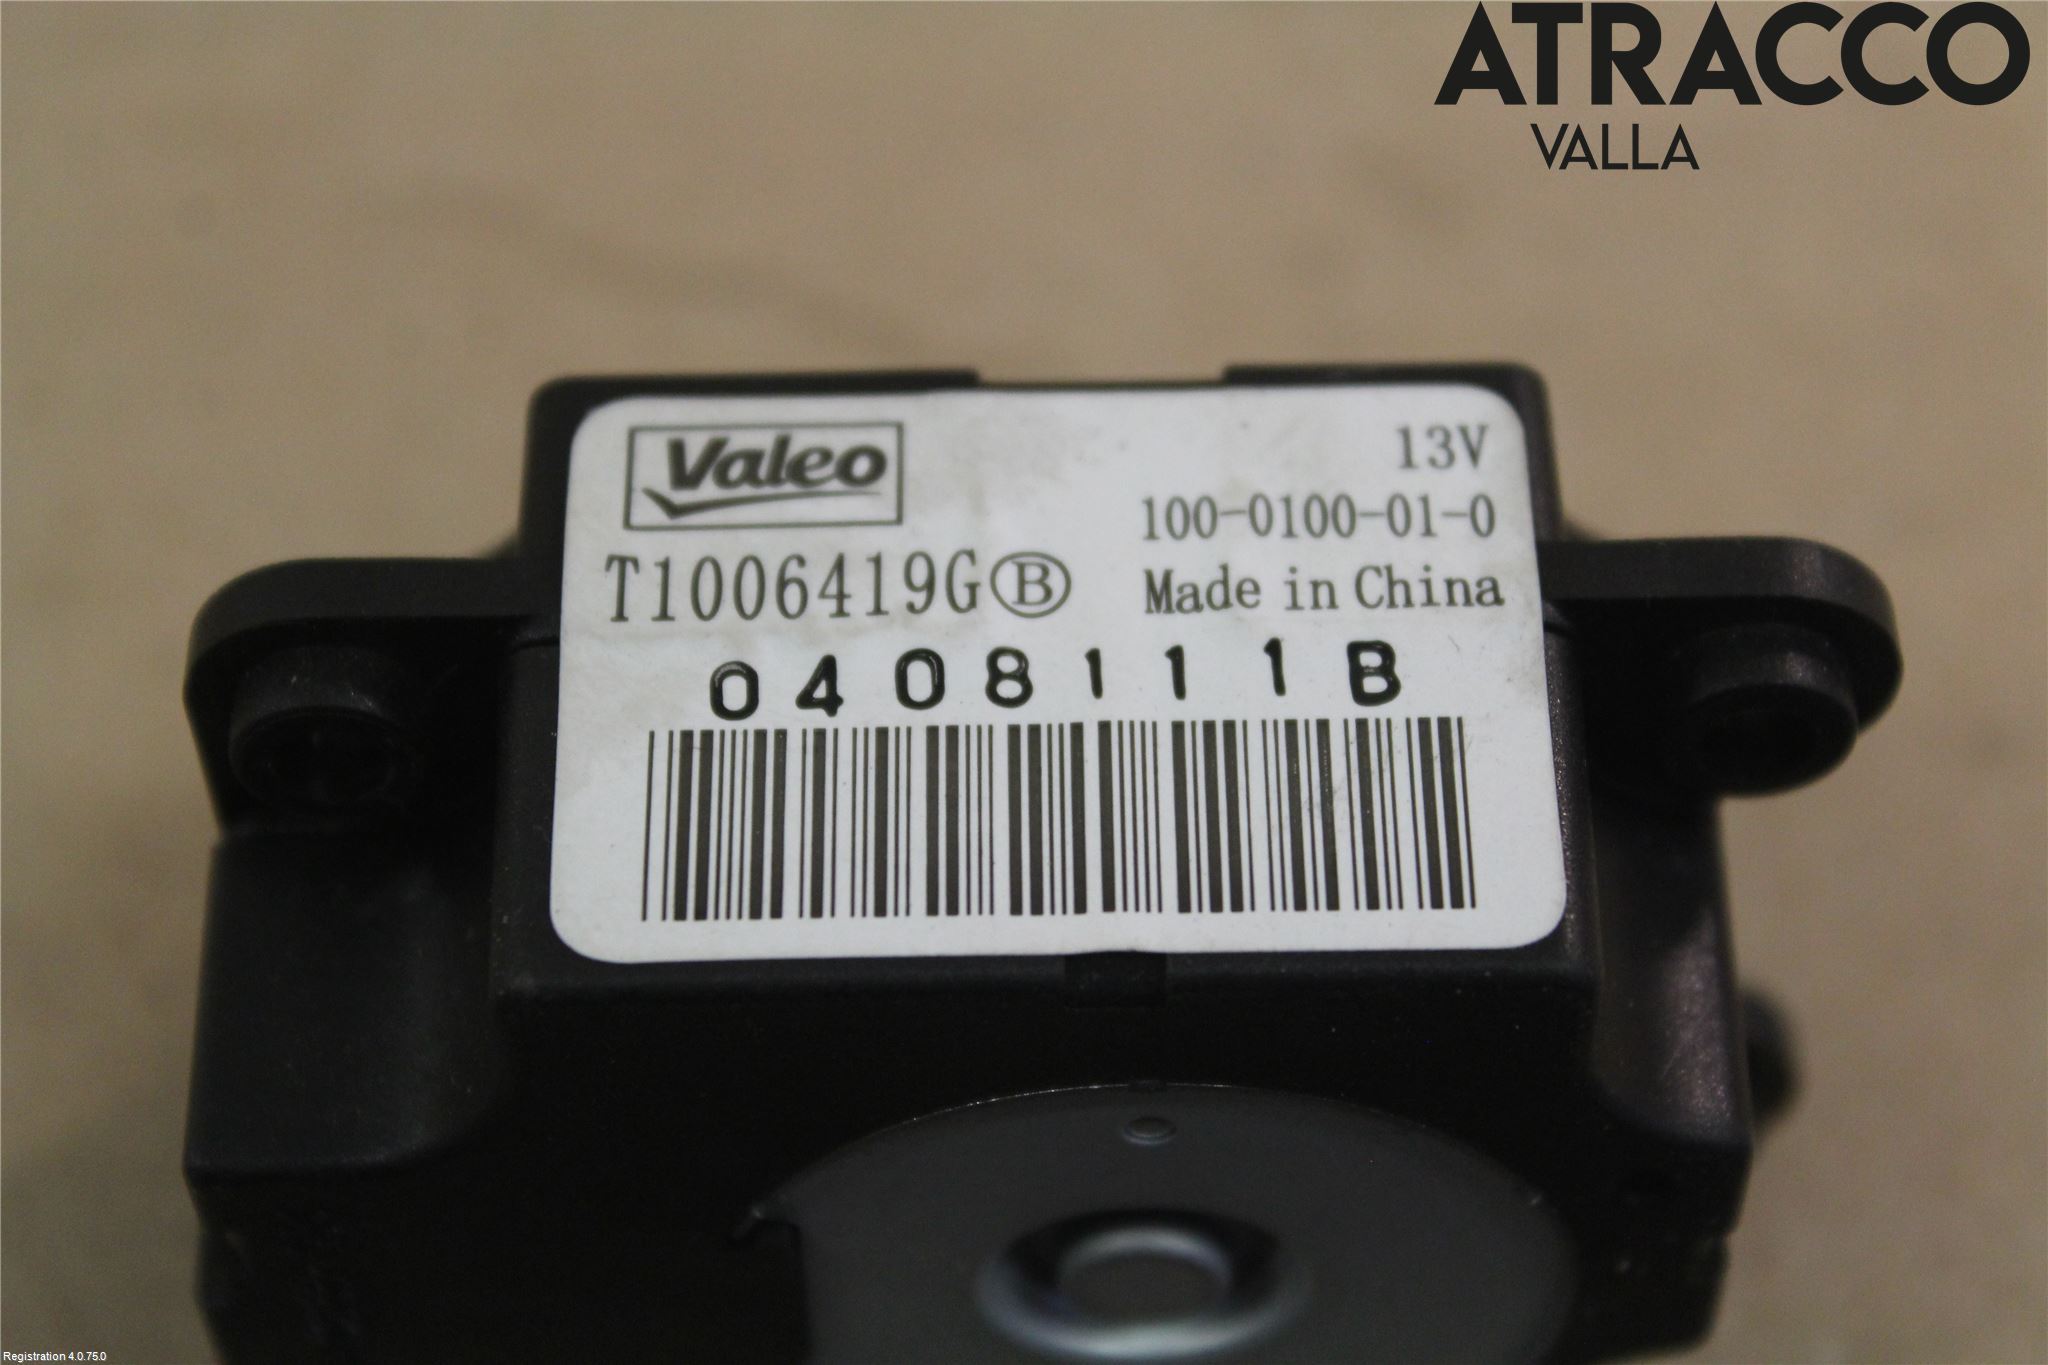 ATRACCO
VALLA
Valeo
13V
100-0100-01-0
T1006419GⒷ
Made in China
0408111B
Registration 4.0.75.0